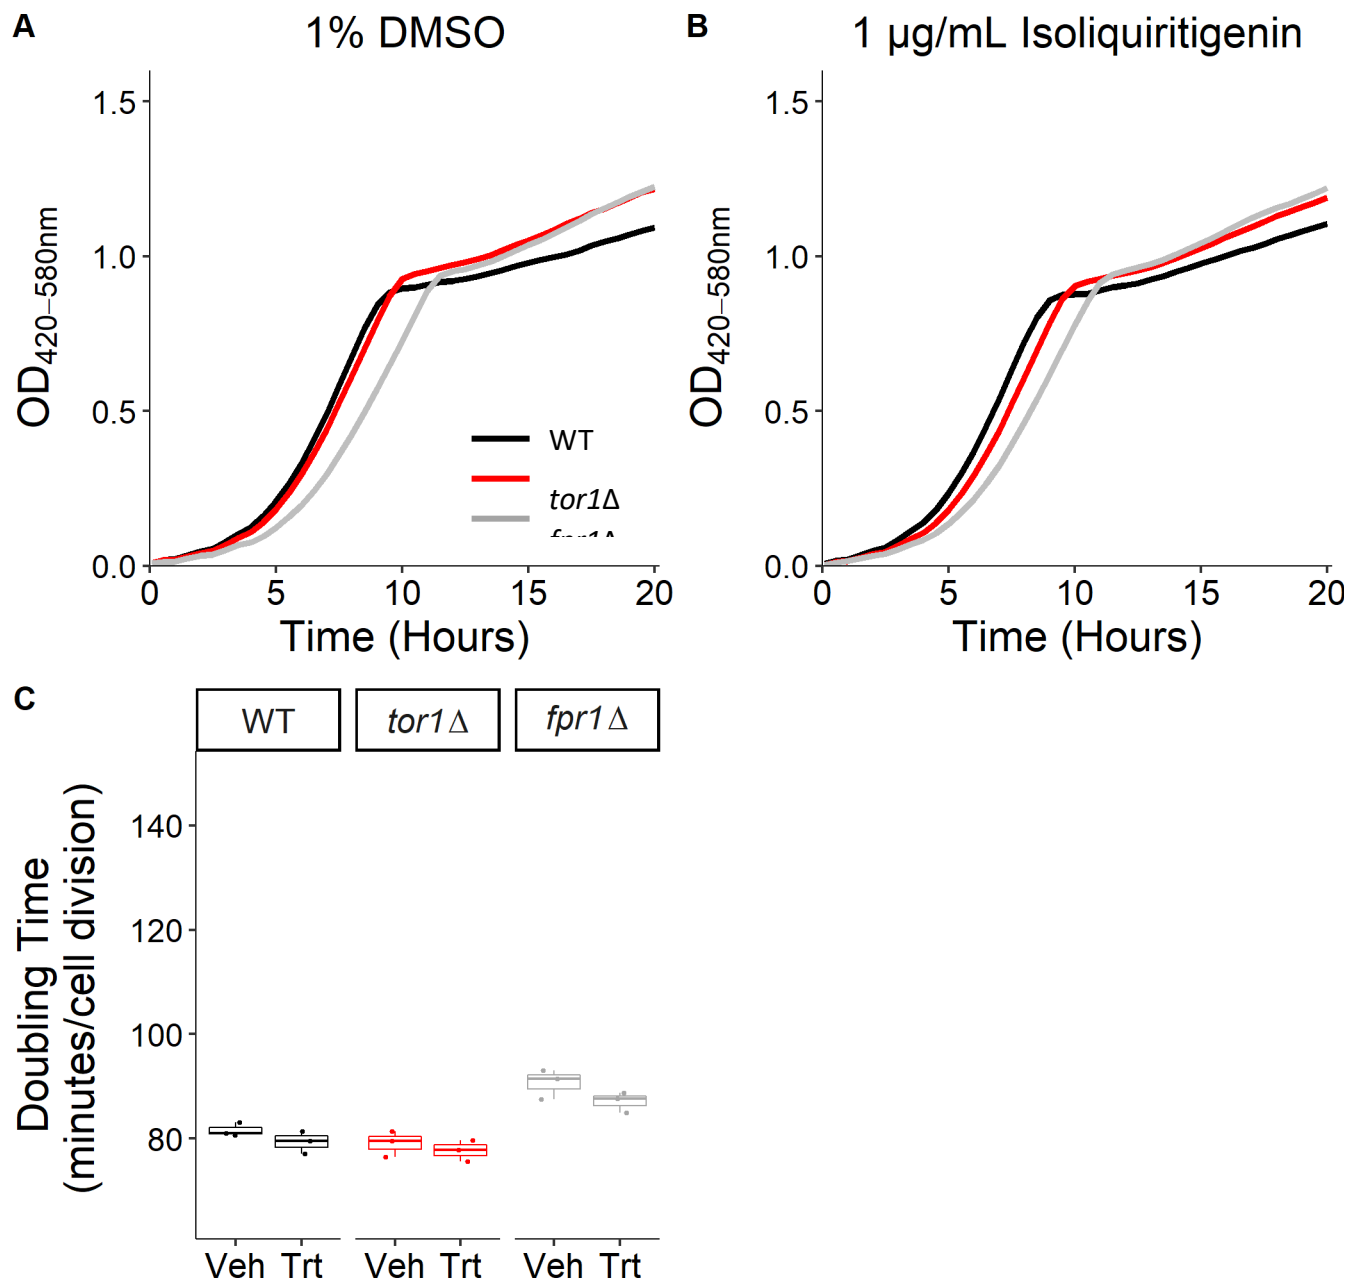 A
1% DMSO
1.5
1.0
0.5
0.0
OD420−580nm
WT
tor1Δ
fpr1Δ
0 5 10 15 20
Time (Hours)
B
1 µg/mL Isoliquiritigenin
1.5
1.0
0.5
0.0
OD420−580nm
0 5 10 15 20
Time (Hours)
C
WT tor1Δ fpr1Δ
140
120
100
80
Doubling Time
(minutes/cell division)
Veh Trt Veh Trt Veh Trt